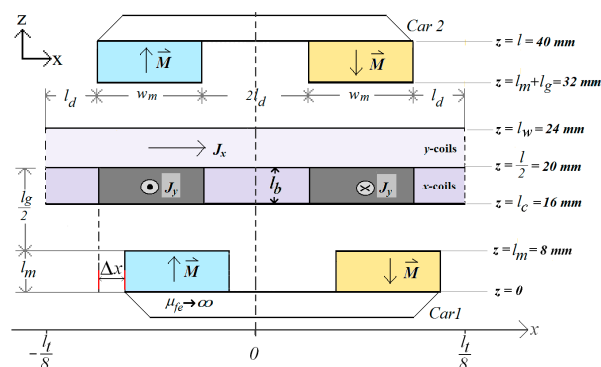 z
x
Car 2
M
M
z = l = 40 mm
z = lm + lg = 32 mm
ld
wm
2ld
wm
ld
z = lw = 24 mm
Jx
y-coils
z = l/2 = 20 mm
lg/2
Jy
lb
Jy
x-coils
z = lc = 16 mm
z = lm = 8 mm
lm
Δx
M
M
z = 0
μfe→∞
Car1
x
-lt/8
0
lt/8